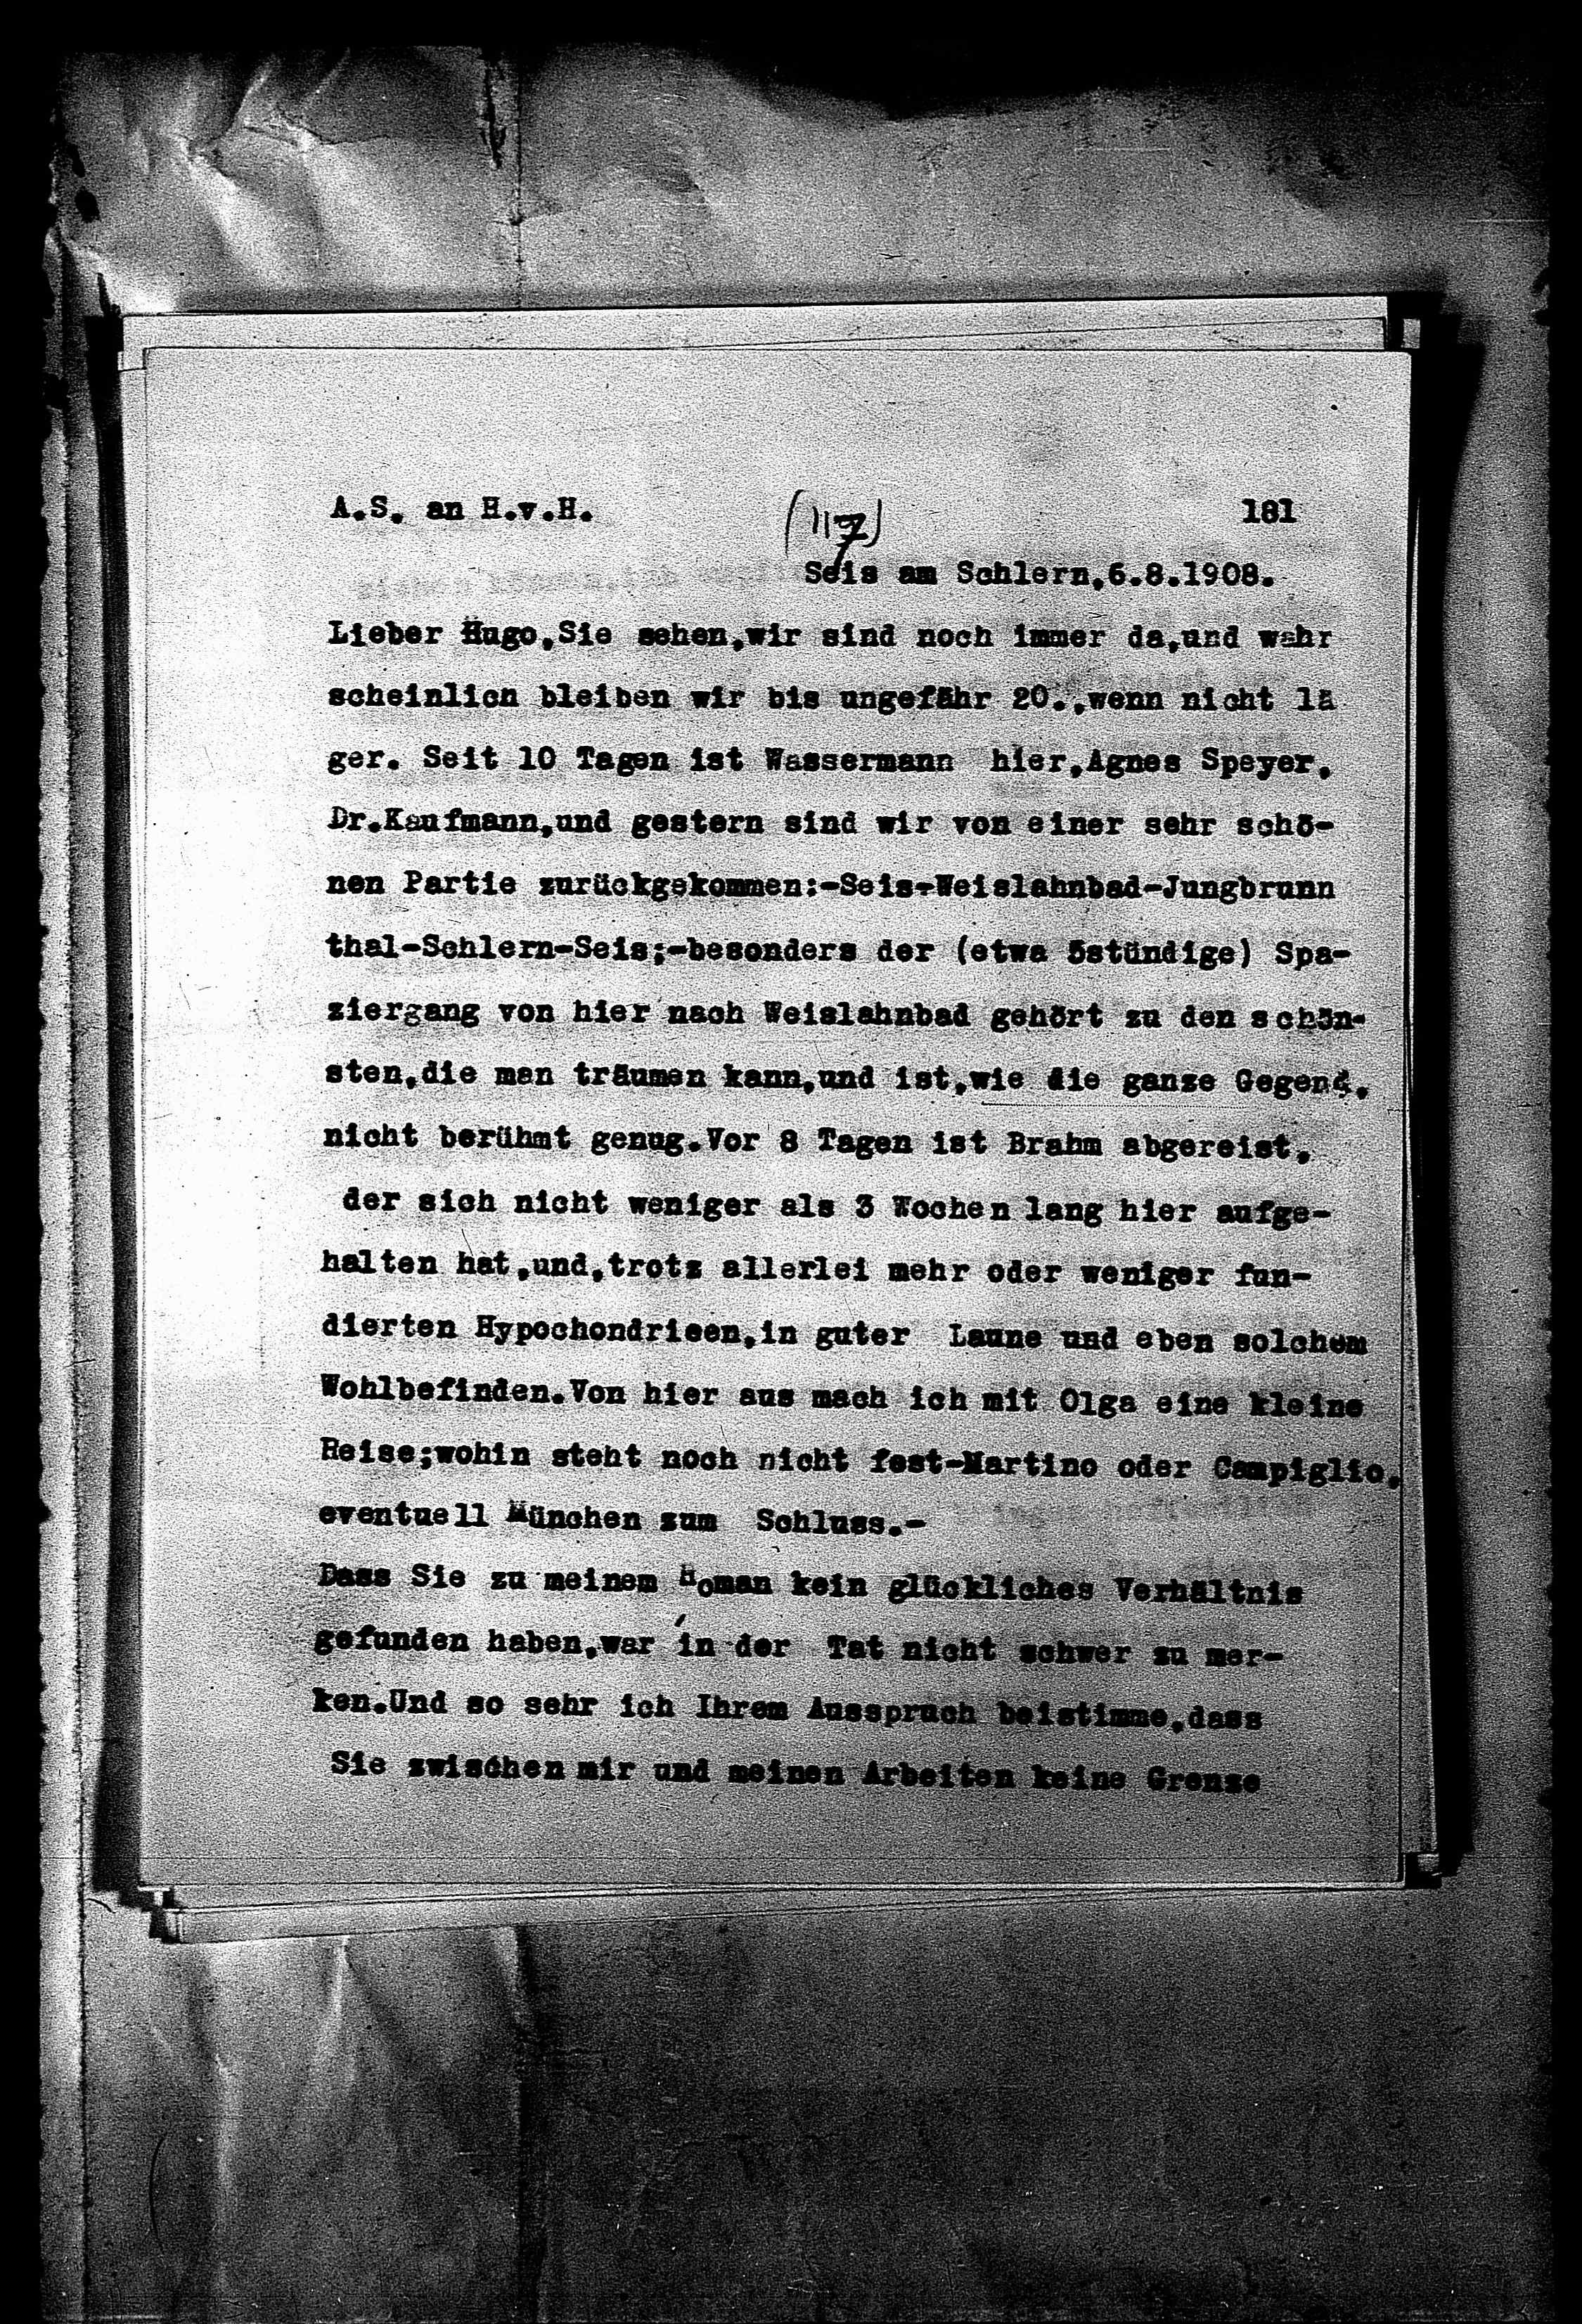 A.S. an H.v.H.
(117)
181
Seis am Schlern,6.8.1908.
Lieber Hugo,Sie sehen,wir sind noch immer da,und wahr
scheinlich bleiben wir bis ungefähr 20.,wenn nicht lä
ger. Seit 10 Tagen ist Wassermann hier,Agnes Speyer,
Dr.Kaufmann,und gestern sind wir von einer sehr schö-
nen Partie zurückgekommen:-Seis-Weislahnbad-Jungbrunn
thal-Schlern-Seis;-besonders der (etwa 5stündige) Spa-
ziergang von hier nach Weislahnbad gehört zu den schön-
sten,die man träumen kann,und ist,wie die ganze Gegend,
nicht berühmt genug.Vor 8 Tagen ist Brahm abgereist,
der sich nicht weniger als 3 Wochen lang hier aufge-
halten hat,und,trotz allerlei mehr oder weniger fun-
dierten Hypochondrieen,in guter Laune und eben solchem
Wohlbefinden.Von hier aus mach ich mit Olga eine kleine
Reise;wohin steht noch nicht fest-Martino oder Campiglio,
eventuell München zum Schluss.-
Dass Sie zu meinem Roman kein glückliches Verhältnis
gefunden haben,war in der Tat nicht schwer zu mer-
ken.Und so sehr ich Ihrem Ausspruch beistimme,dass
Sie zwischen mir und meinen Arbeiten keine Grenze